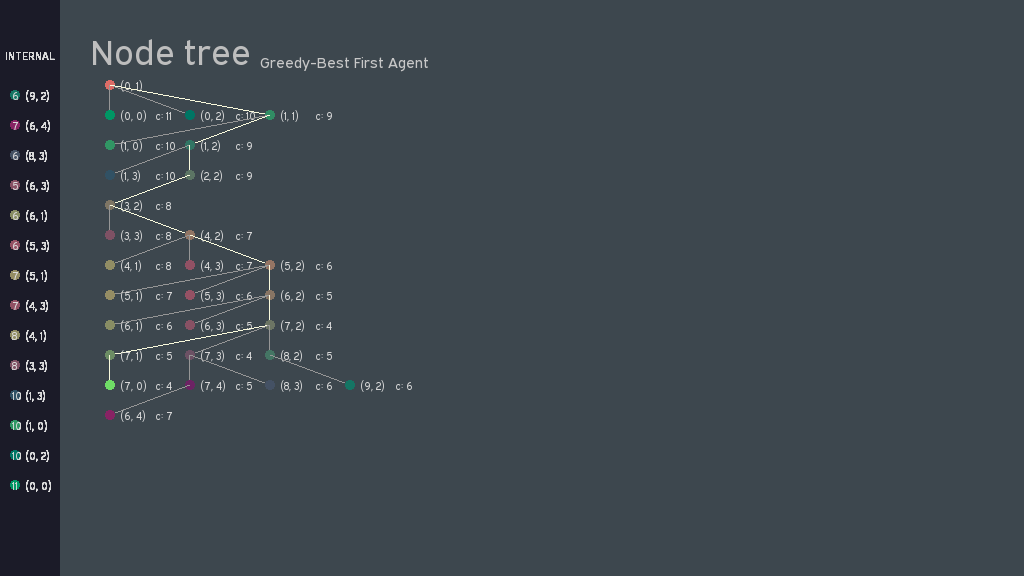 Node tree Greedy-Best First Agent
INTERNAL
6 (9, 2)
7 (6, 4)
6 (8, 3)
5 (6, 3)
6 (6, 1)
6 (5, 3)
7 (5, 1)
7 (4, 3)
8 (4, 1)
8 (3, 3)
10 (1, 3)
10 (1, 0)
10 (0, 2)
11 (0, 0)
(0, 1)
(0, 0) c: 11 (0, 2) c: 10 (1, 1) c: 9
(1, 0) c: 10 (1, 2) c: 9
(1, 3) c: 10 (2, 2) c: 9
(3, 2) c: 8
(3, 3) c: 8 (4, 2) c: 7
(4, 1) c: 8 (4, 3) c: 7 (5, 2) c: 6
(5, 1) c: 7 (5, 3) c: 6 (6, 2) c: 5
(6, 1) c: 6 (6, 3) c: 5 (7, 2) c: 4
(7, 1) c: 5 (7, 3) c: 4 (8, 2) c: 5
(7, 0) c: 4 (7, 4) c: 5 (8, 3) c: 6 (9, 2) c: 6
(6, 4) c: 7